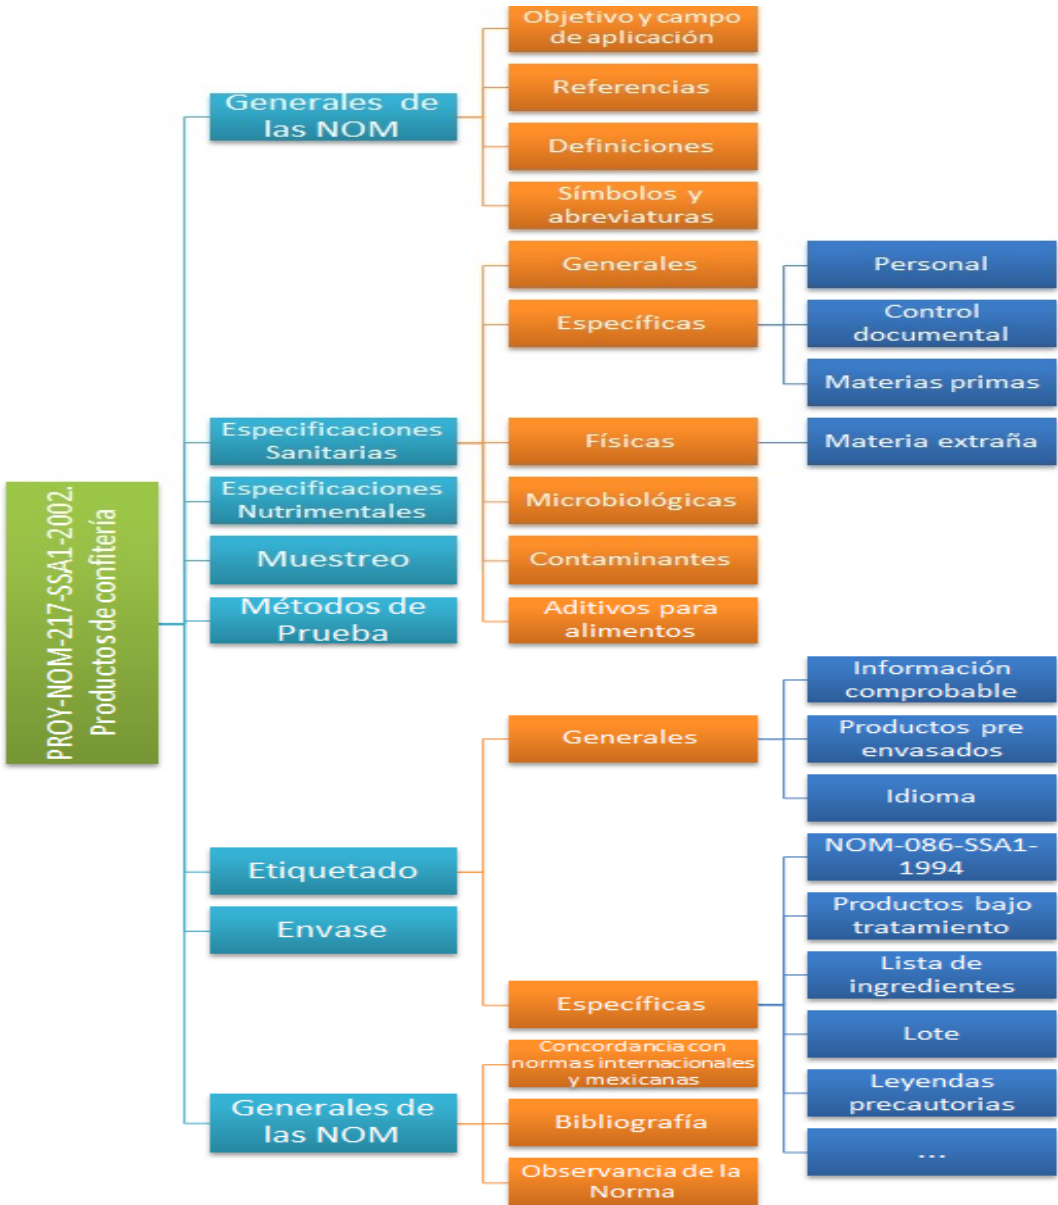 PROY-NOM-217-SSA1-2002.
Productos de confitería
Generales de
las NOM
Objetivo y campo
de aplicación
Referencias
Definiciones
Símbolos y
abreviaturas
Especificaciones
Sanitarias
Generales
Específicas
Personal
Control
documental
Materias primas
Físicas
Materia extraña
Microbiológicas
Contaminantes
Aditivos para
alimentos
Especificaciones
Nutrimentales
Muestreo
Métodos de
Prueba
Etiquetado
Generales
Información
comprobable
Productos pre
envasados
Idioma
Específicas
NOM-086-SSA1-
1994
Productos bajo
tratamiento
Lista de
ingredientes
Lote
Leyendas
precautorias
...
Envase
Generales de
las NOM
Concordancia con
normas internacionales
y mexicanas
Bibliografía
Observancia de la
Norma